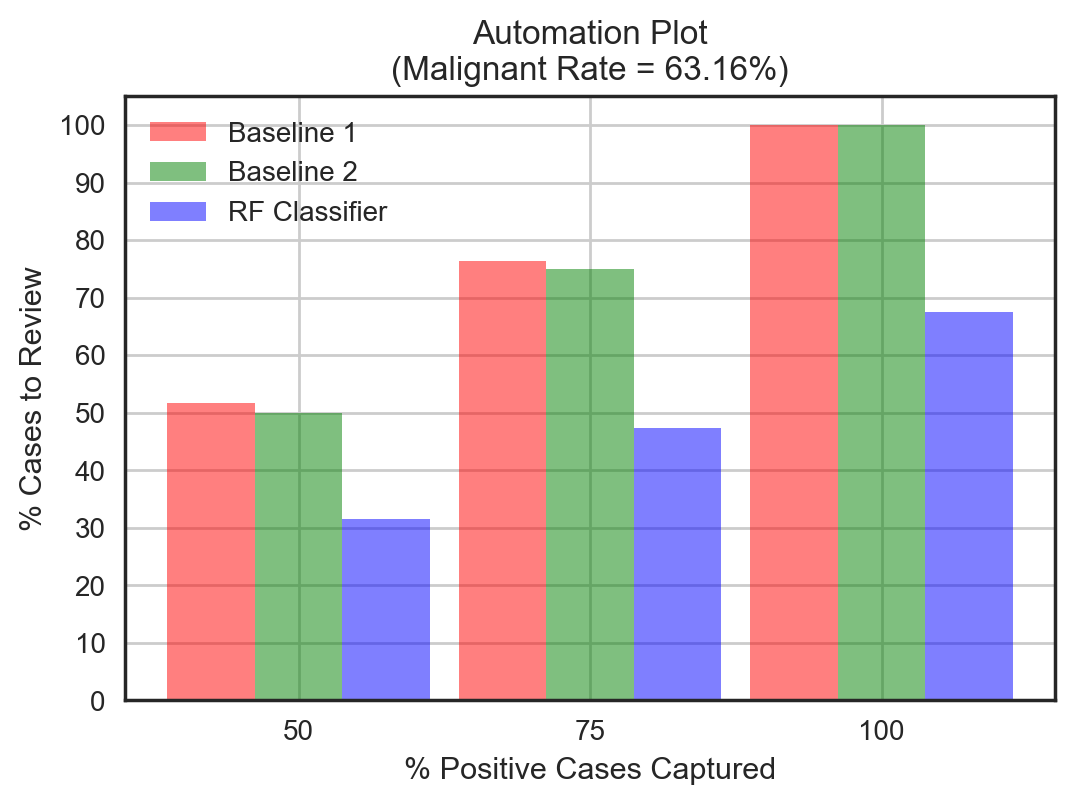 Automation Plot
(Malignant Rate = 63.16%)
100
90
80
70
60
50
40
30
20
10
0
% Cases to Review
Baseline 1
Baseline 2
RF Classifier
50
75
100
% Positive Cases Captured